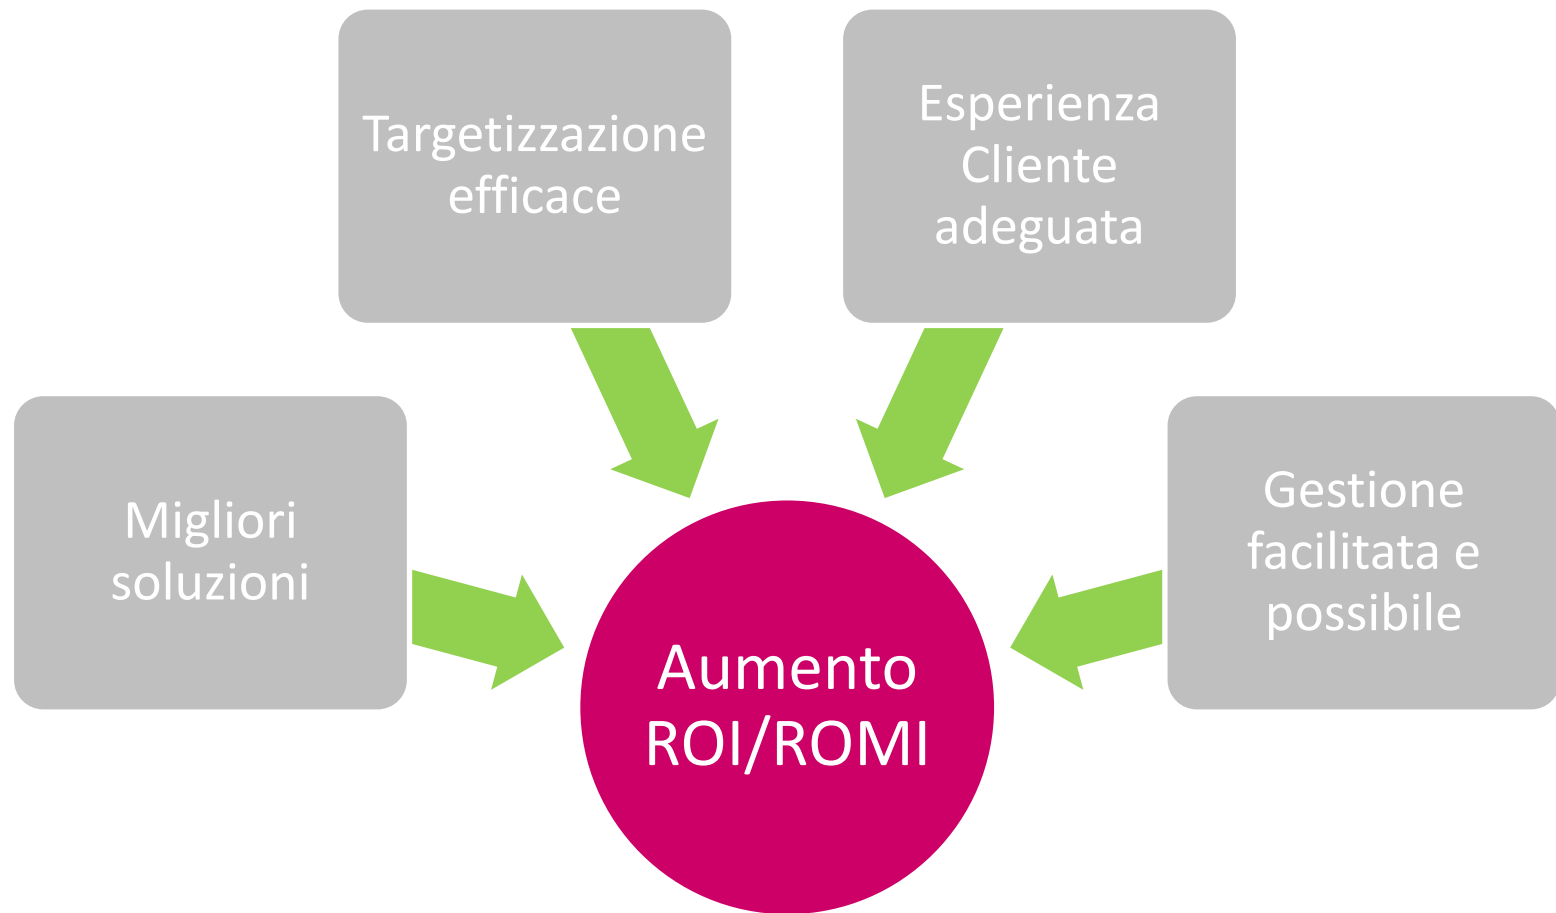 Targetizzazione
efficace
Esperienza
Cliente
adeguata
Migliori
soluzioni
Gestione
facilitata e
possibile
Aumento
ROI/ROMI